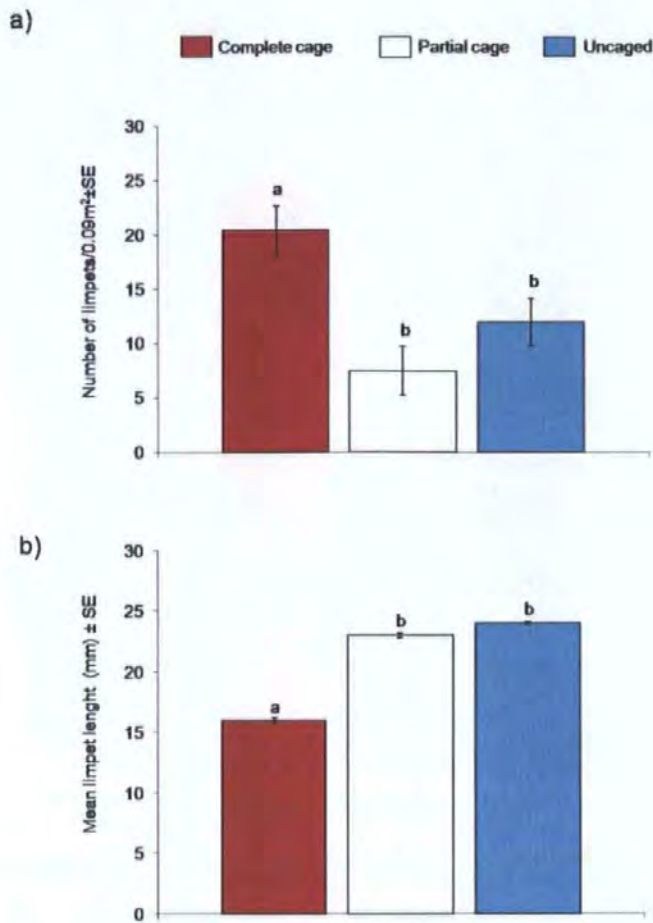 a)
Complete cage Partial cage Uncaged
Number of limpets/0.09m²±SE
30
25
20
15
10
5
0
a
b
b
b)
Mean limpet lenght (mm) ± SE
30
25
20
15
10
5
0
a
b
b